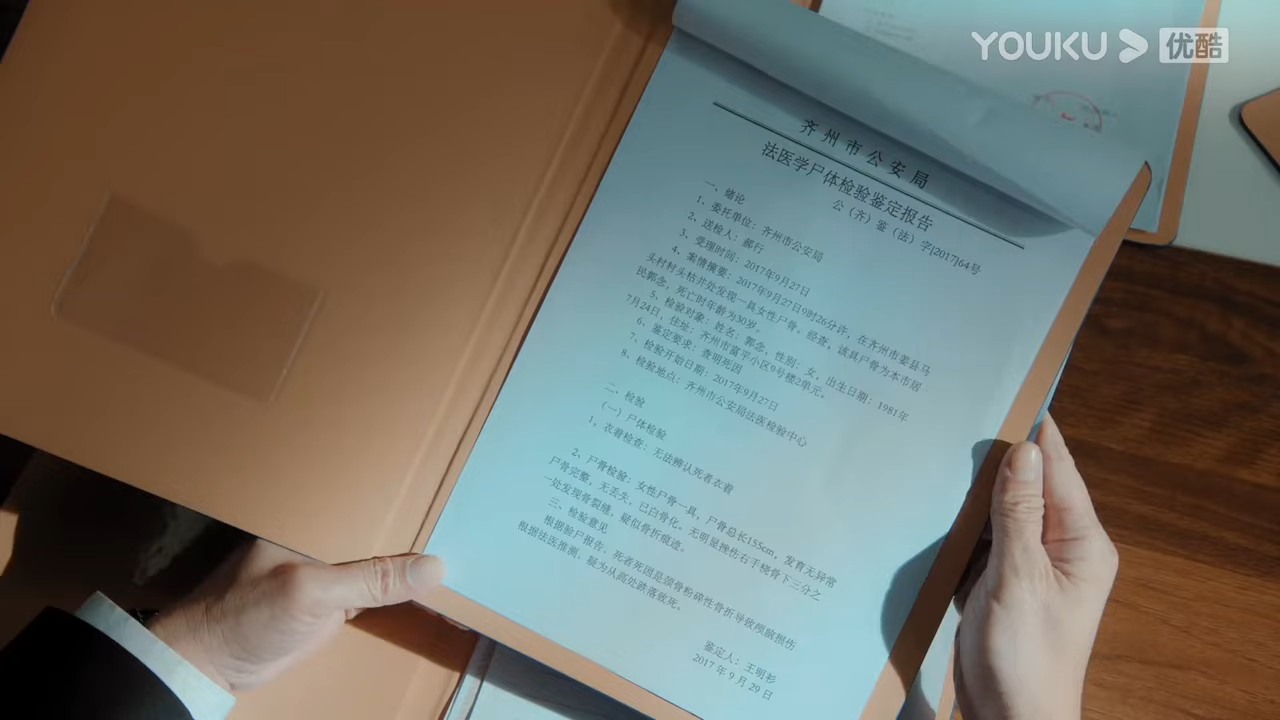 YOUKU 优酷
齐州市公安局
法医学尸体检验鉴定报告
公（齐）鉴（法）字[2017]64号
一、绪论
1、委托单位：齐州市公安局
2、送检人：郝行
3、受理时间：2017年9月27日
4、案情摘要：2017年9月27日9时26分许，在齐州市姜县马
头村村头枯井处发现一具女性尸骨，经查，该具尸骨为本市居
民郭念，死亡时年龄为30岁。
5、检验对象，姓名：郭念，性别：女，出生日期：1981年
7月24日，住址：齐州市富平小区9号楼2单元。
6、鉴定要求：查明死因
7、检验开始日期：2017年9月27日
8、检验地点：齐州市公安局法医检验中心
二、检验
（一）尸体检验
1、衣着检查：无法辨认死者衣着
2、尸骨检验：女性尸骨一具，尸骨总长155cm，发育无异常
尸骨完整，无丢失，已白骨化，无明显挫伤右手桡骨下三分之
一处发现骨裂缝，疑似骨折痕迹。
三、检验意见
根据验尸报告，死者死因是颈骨粉碎性骨折导致颅脑损伤
根据法医推测，疑为从高处跌落致死。
鉴定人：王明衫
2017年9月29日